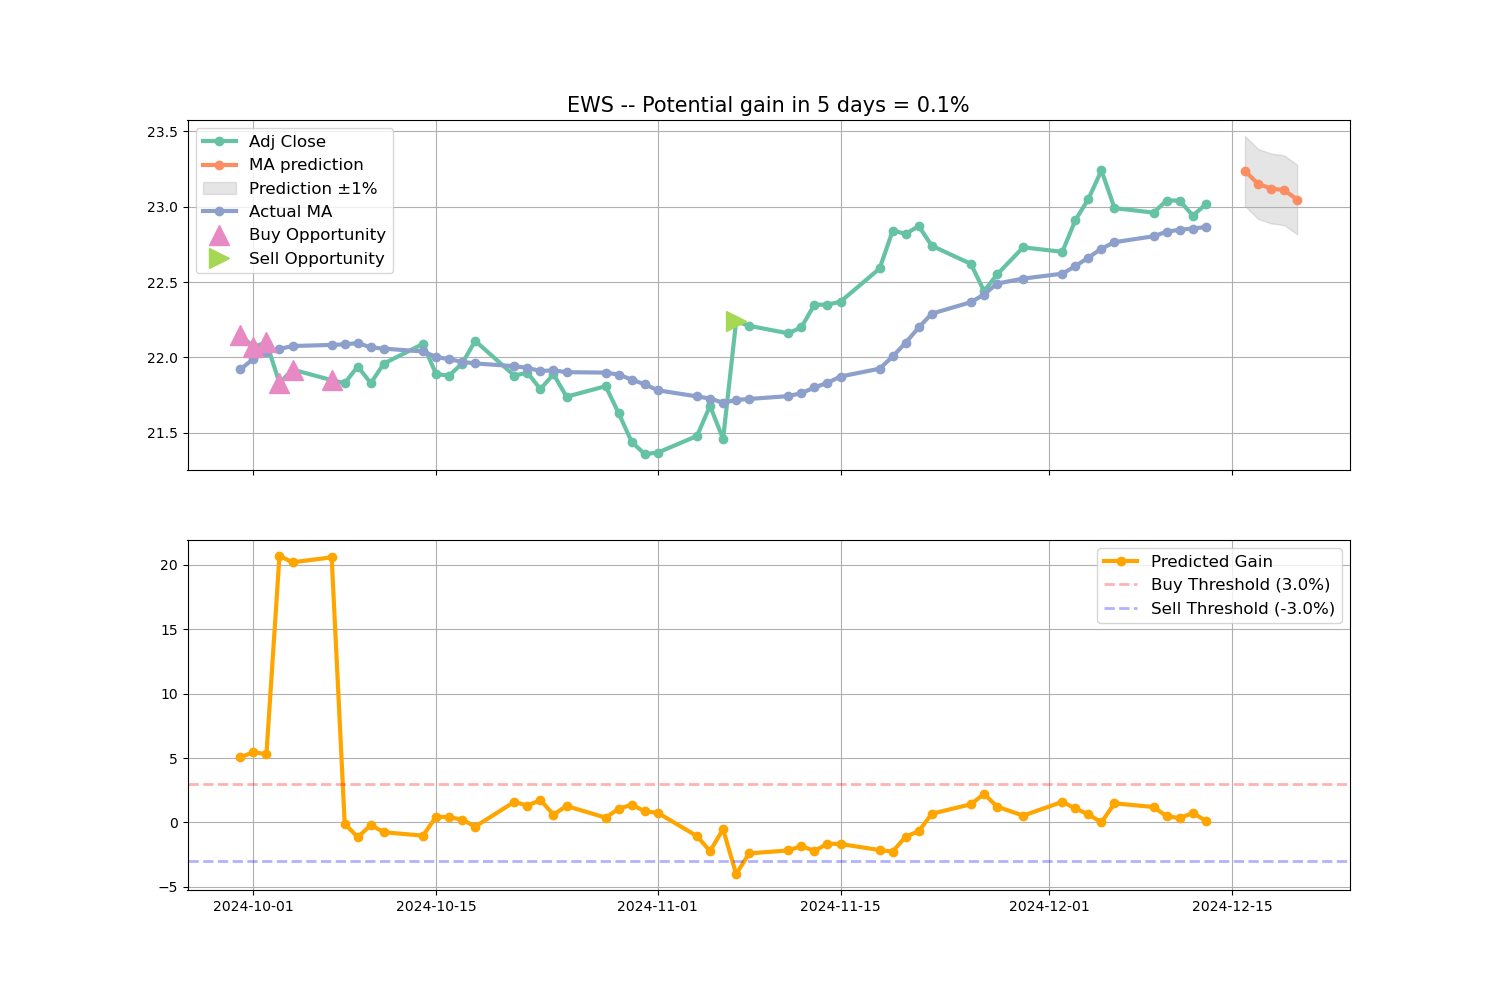 EWS -- Potential gain in 5 days = 0.1%
23.5
23.0
22.5
22.0
21.5
Adj Close
MA prediction
Prediction ±1%
Actual MA
Buy Opportunity
Sell Opportunity
20
15
10
5
0
−5
Predicted Gain
Buy Threshold (3.0%)
Sell Threshold (-3.0%)
2024-10-01
2024-10-15
2024-11-01
2024-11-15
2024-12-01
2024-12-15